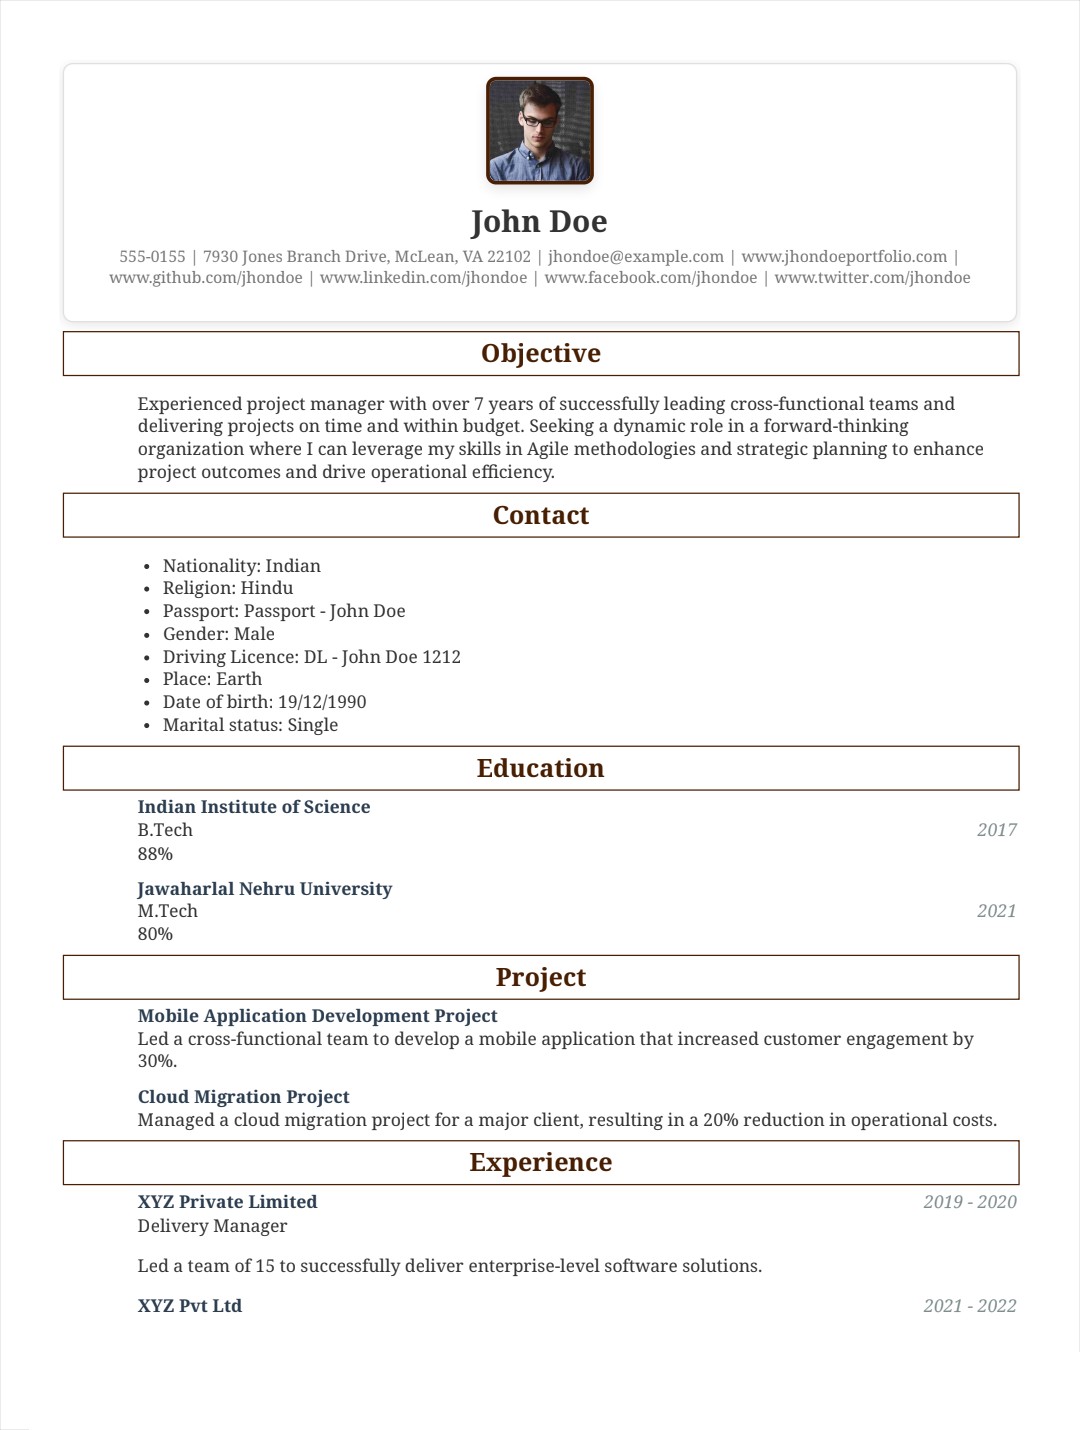 John Doe
555-0155 | 7930 Jones Branch Drive, McLean, VA 22102 | jhondoe@example.com | www.jhondoeportfolio.com |
www.github.com/jhondoe | www.linkedin.com/jhondoe | www.facebook.com/jhondoe | www.twitter.com/jhondoe
Objective
Experienced project manager with over 7 years of successfully leading cross-functional teams and
delivering projects on time and within budget. Seeking a dynamic role in a forward-thinking
organization where I can leverage my skills in Agile methodologies and strategic planning to enhance
project outcomes and drive operational efficiency.
Contact
• Nationality: Indian
• Religion: Hindu
• Passport: Passport - John Doe
• Gender: Male
• Driving Licence: DL - John Doe 1212
• Place: Earth
• Date of birth: 19/12/1990
• Marital status: Single
Education
Indian Institute of Science
B.Tech 2017
88%
Jawaharlal Nehru University
M.Tech 2021
80%
Project
Mobile Application Development Project
Led a cross-functional team to develop a mobile application that increased customer engagement by
30%.
Cloud Migration Project
Managed a cloud migration project for a major client, resulting in a 20% reduction in operational costs.
Experience
XYZ Private Limited 2019 - 2020
Delivery Manager
Led a team of 15 to successfully deliver enterprise-level software solutions.
XYZ Pvt Ltd 2021 - 2022